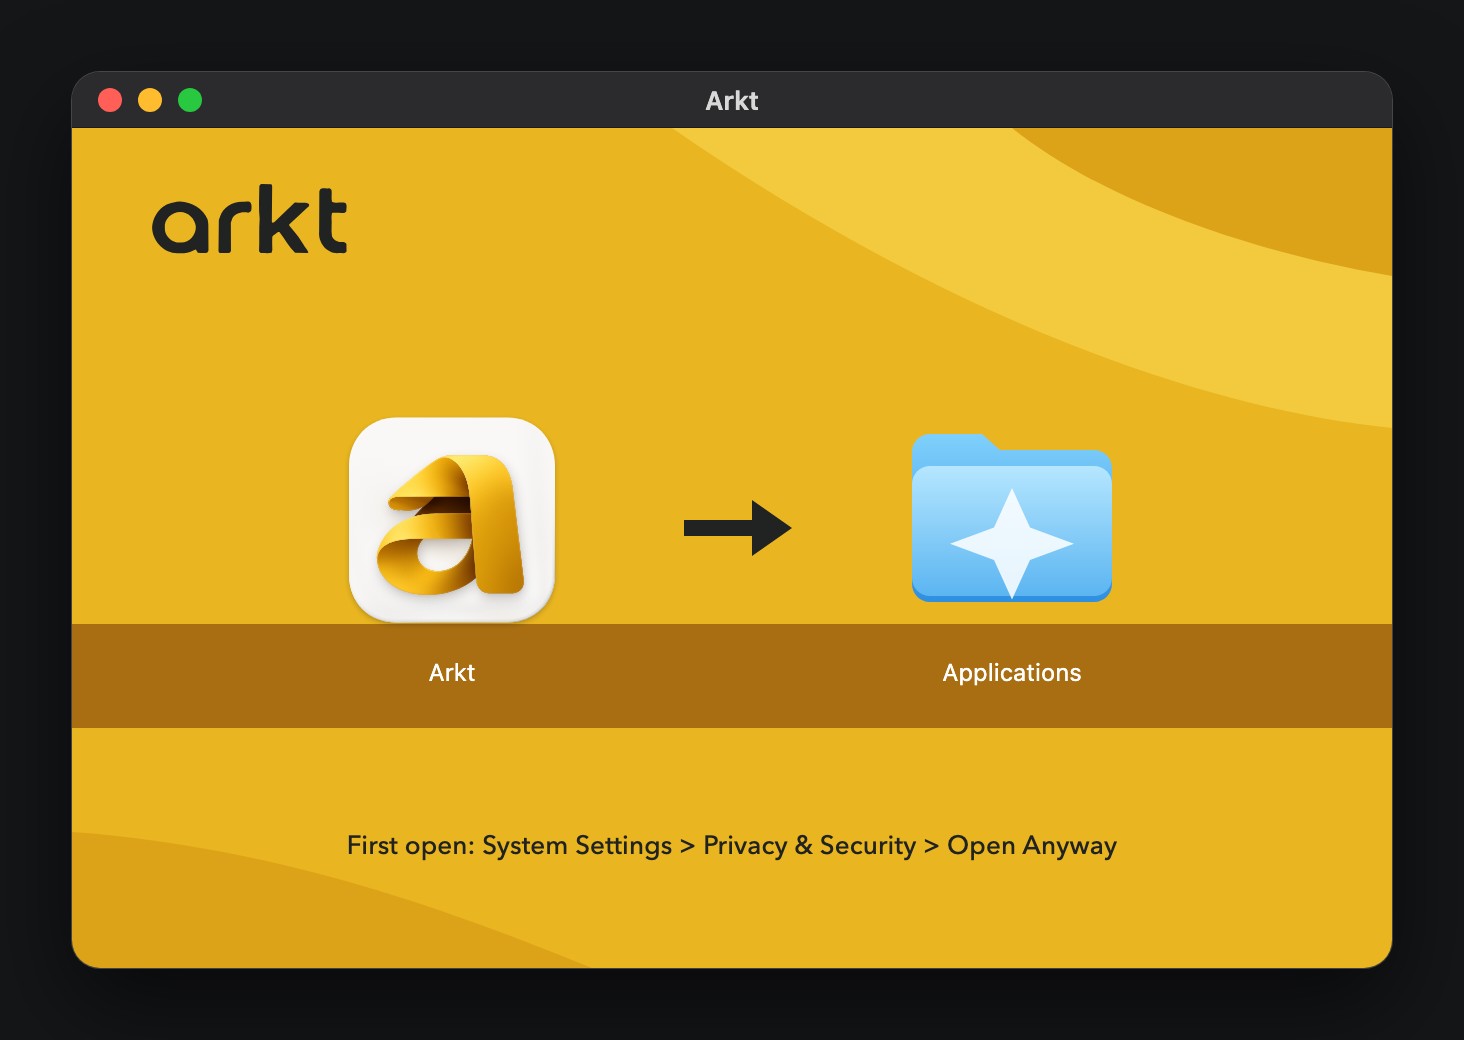 Arkt
arkt
Arkt
Applications
First open: System Settings > Privacy & Security > Open Anyway